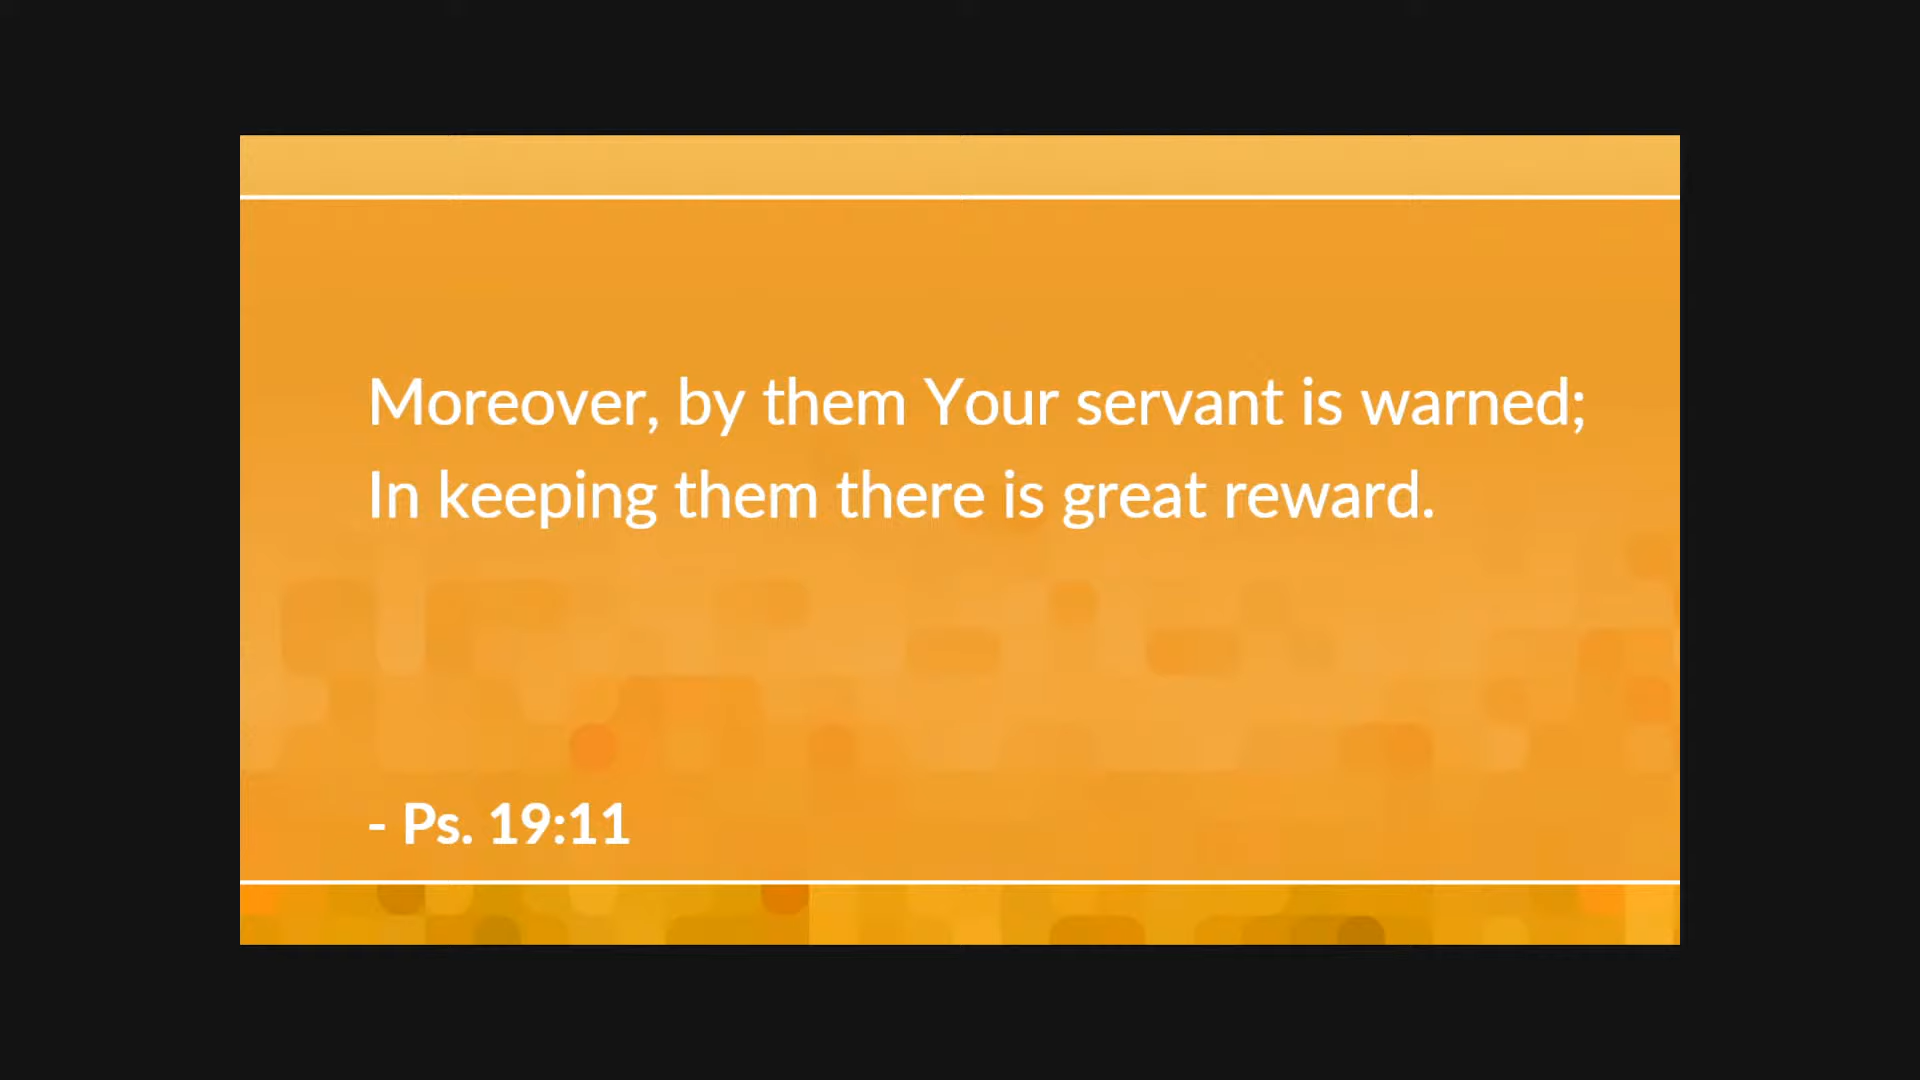 Moreover, by them Your servant is warned;
In keeping them there is great reward.
- Ps. 19:11